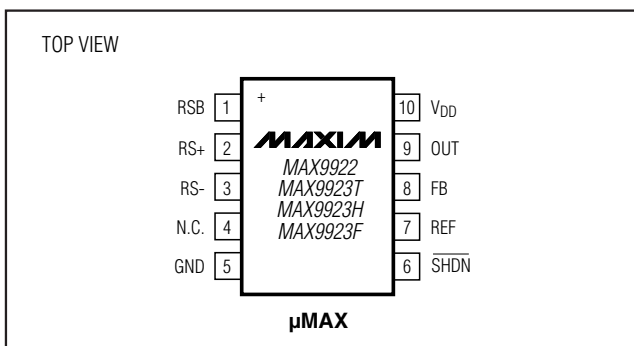 TOP VIEW
RSB 1
RS+ 2
RS- 3
N.C. 4
GND 5
+
MAXIM
MAX9922
MAX9923T
MAX9923H
MAX9923F
10 VDD
9 OUT
8 FB
7 REF
6 SHDN
µMAX